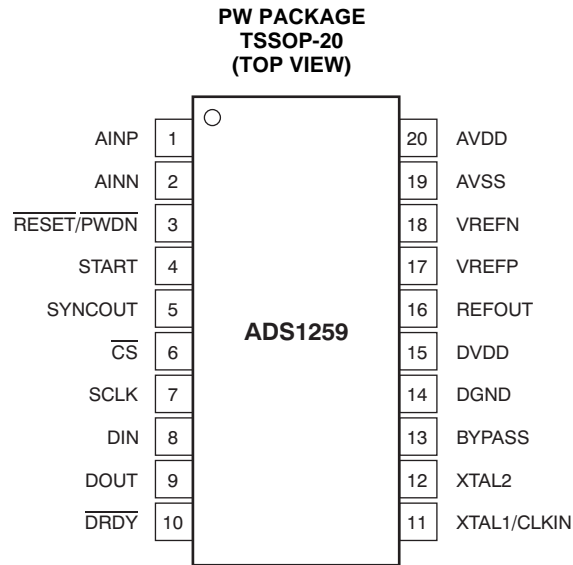 PW PACKAGE
TSSOP-20
(TOP VIEW)
AINP 1 20 AVDD
AINN 2 19 AVSS
RESET/PWDN 3 18 VREFN
START 4 17 VREFP
SYNCOUT 5 16 REFOUT
ADS1259
CS 6 15 DVDD
SCLK 7 14 DGND
DIN 8 13 BYPASS
DOUT 9 12 XTAL2
DRDY 10 11 XTAL1/CLKIN